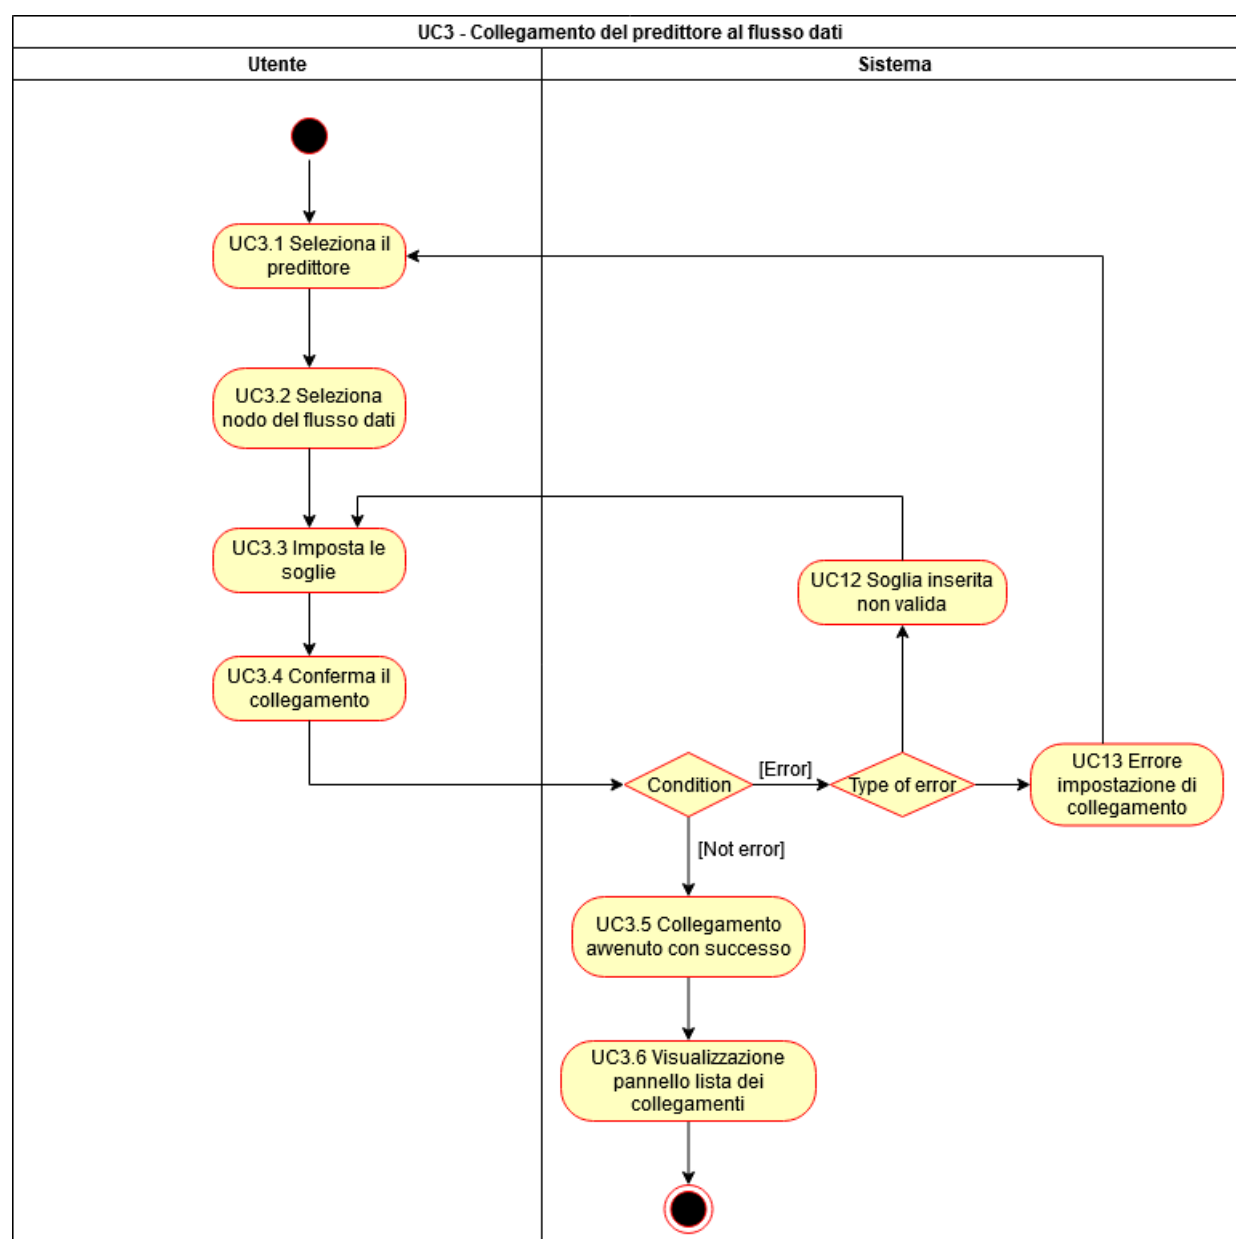 UC3 - Collegamento del predittore al flusso dati
Utente
Sistema
UC3.1 Seleziona il
predittore
UC3.2 Seleziona
nodo del flusso dati
UC3.3 Imposta le
soglie
UC12 Soglia inserita
non valida
UC3.4 Conferma il
collegamento
Condition
[Error]
Type of error
UC13 Errore
impostazione di
collegamento
[Not error]
UC3.5 Collegamento
avvenuto con successo
UC3.6 Visualizzazione
pannello lista dei
collegamenti